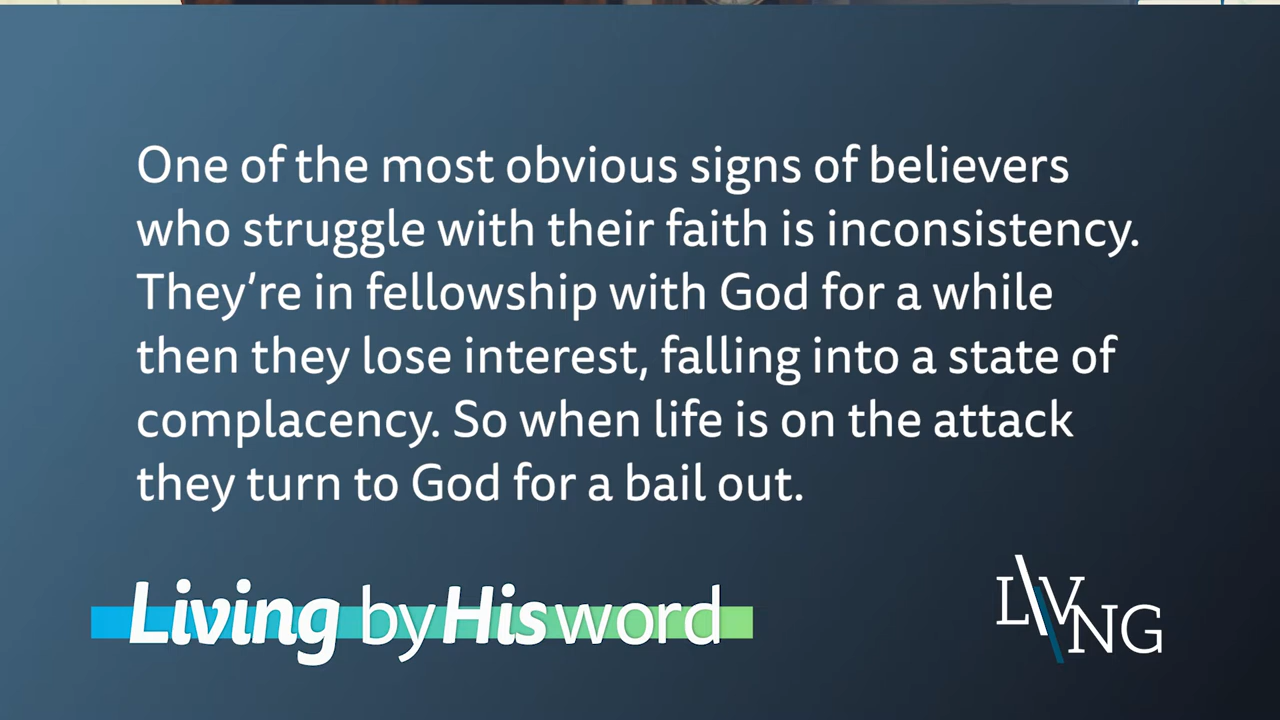 One of the most obvious signs of believers
who struggle with their faith is inconsistency.
They’re in fellowship with God for a while
then they lose interest, falling into a state of
complacency. So when life is on the attack
they turn to God for a bail out.
Living by His word
LIVNG